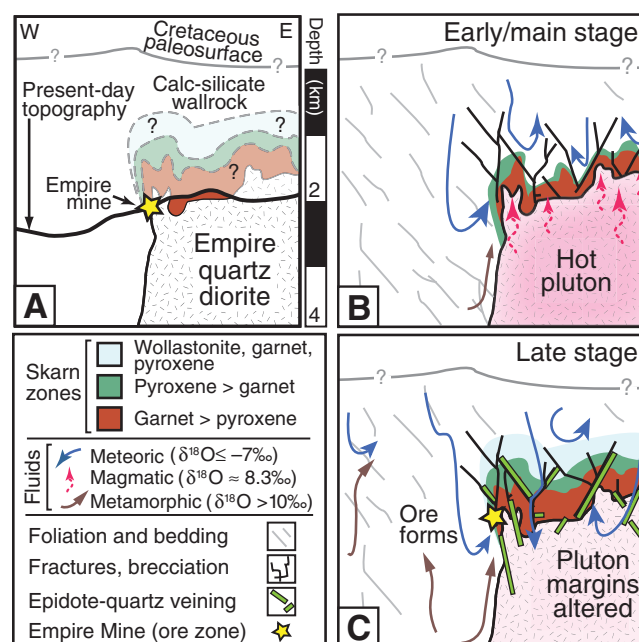 W
E
Cretaceous
paleosurface
?
?
Calc-silicate
wallrock
?
?
?
Present-day
topography
Empire
mine
Empire
quartz
diorite
A
Depth
(km)
2
4
Early/main stage
?
?
Hot
pluton
B
Skarn
zones
Wollastonite, garnet,
pyroxene
Pyroxene > garnet
Garnet > pyroxene
Fluids
Meteoric (δ¹⁸O≤ −7‰)
Magmatic (δ¹⁸O ≈ 8.3‰)
Metamorphic (δ¹⁸O >10‰)
Foliation and bedding
Fractures, brecciation
Epidote-quartz veining
Empire Mine (ore zone)
Late stage
?
?
Ore
forms
Pluton
margins
altered
C